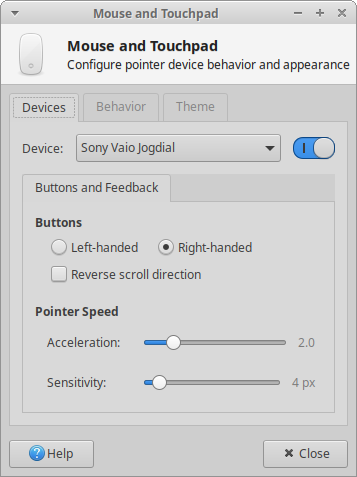 Mouse and Touchpad
Mouse and Touchpad
Configure pointer device behavior and appearance
Devices Behavior Theme
Device: Sony Vaio Jogdial
Buttons and Feedback
Buttons
Left-handed Right-handed
Reverse scroll direction
Pointer Speed
Acceleration: 2.0
Sensitivity: 4 px
Help Close